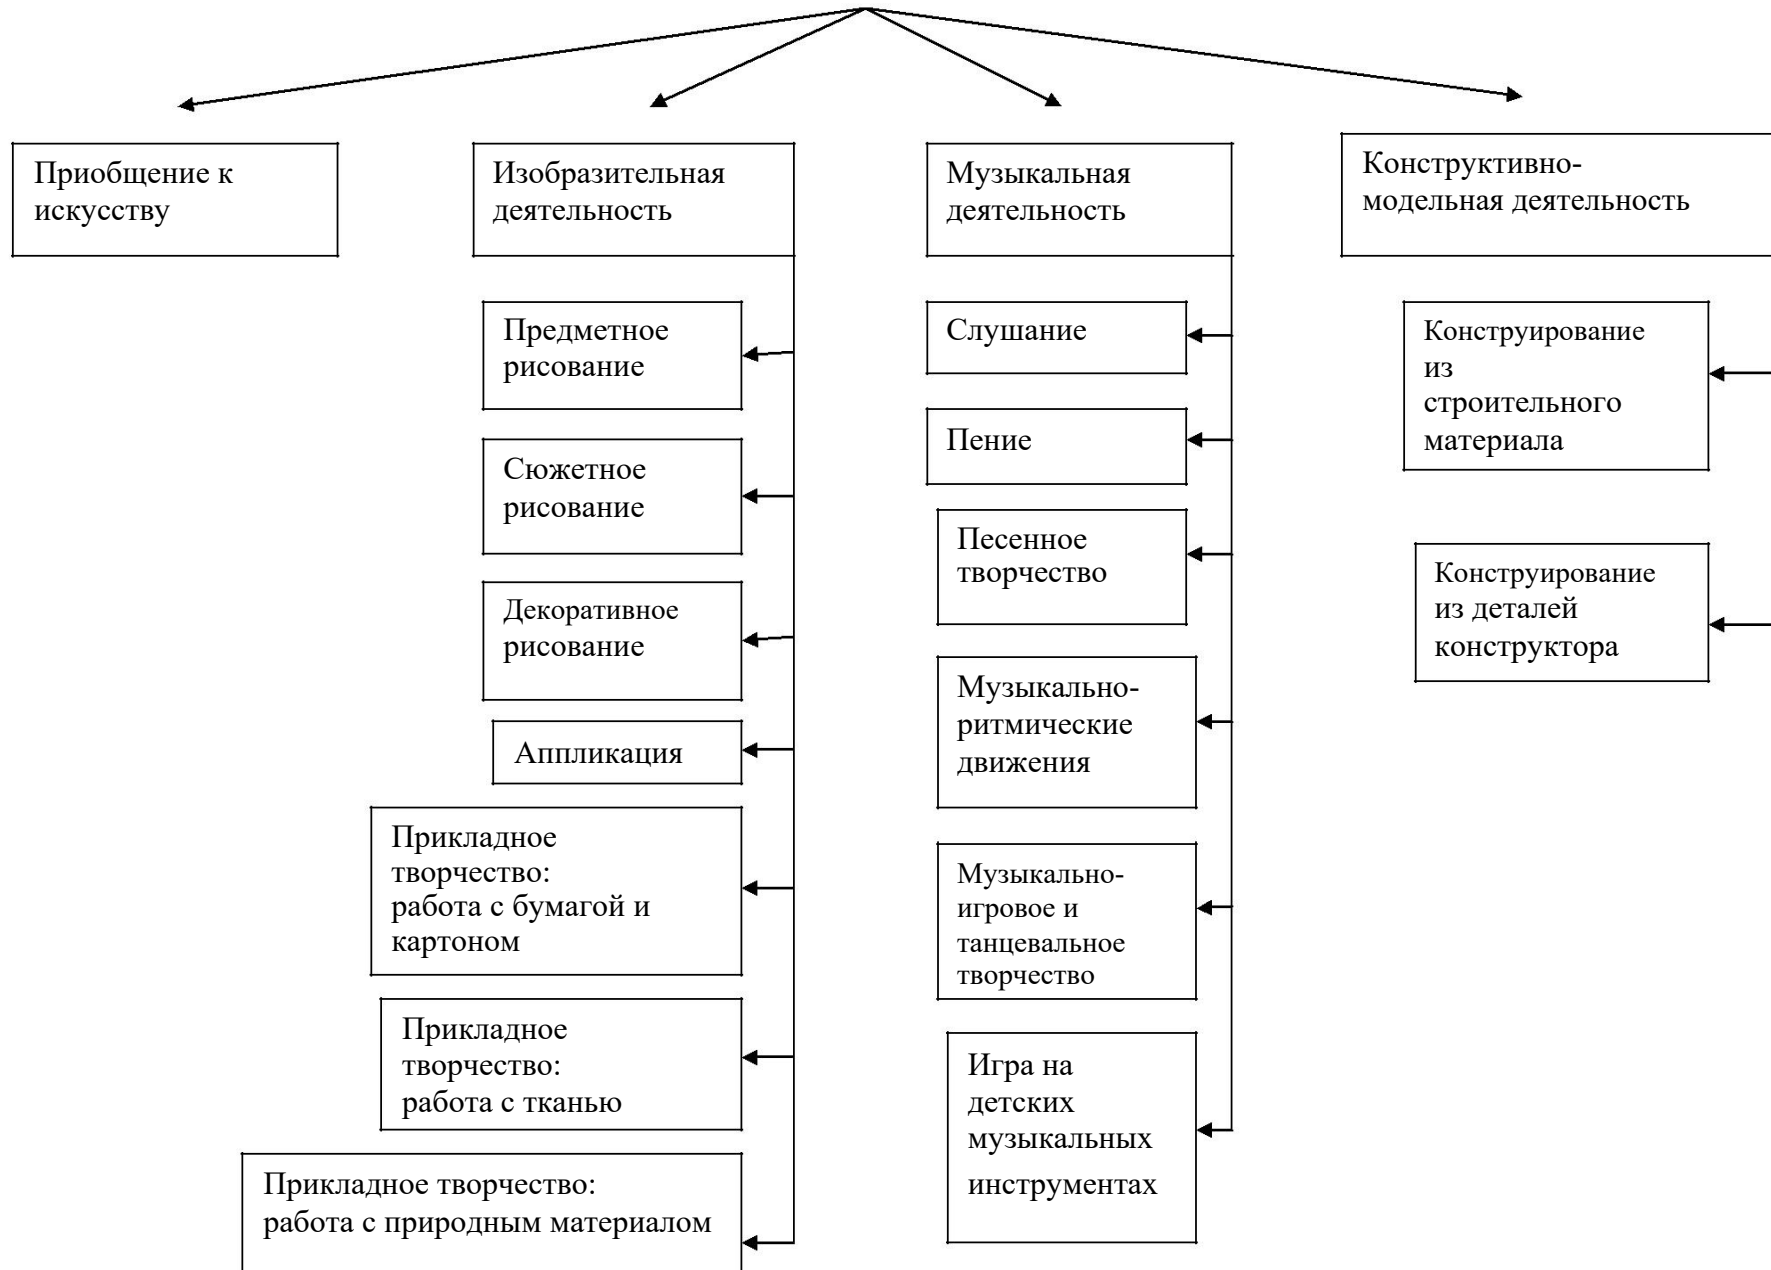 Приобщение к
искусству
Изобразительная
деятельность
Музыкальная
деятельность
Конструктивно-
модельная деятельность
Предметное
рисование
Сюжетное
рисование
Декоративное
рисование
Аппликация
Прикладное
творчество:
работа с бумагой и
картоном
Прикладное
творчество:
работа с тканью
Прикладное творчество:
работа с природным материалом
Слушание
Пение
Песенное
творчество
Музыкально-
ритмические
движения
Музыкально-
игровое и
танцевальное
творчество
Игра на
детских
музыкальных
инструментах
Конструирование
из
строительного
материала
Конструирование
из деталей
конструктора